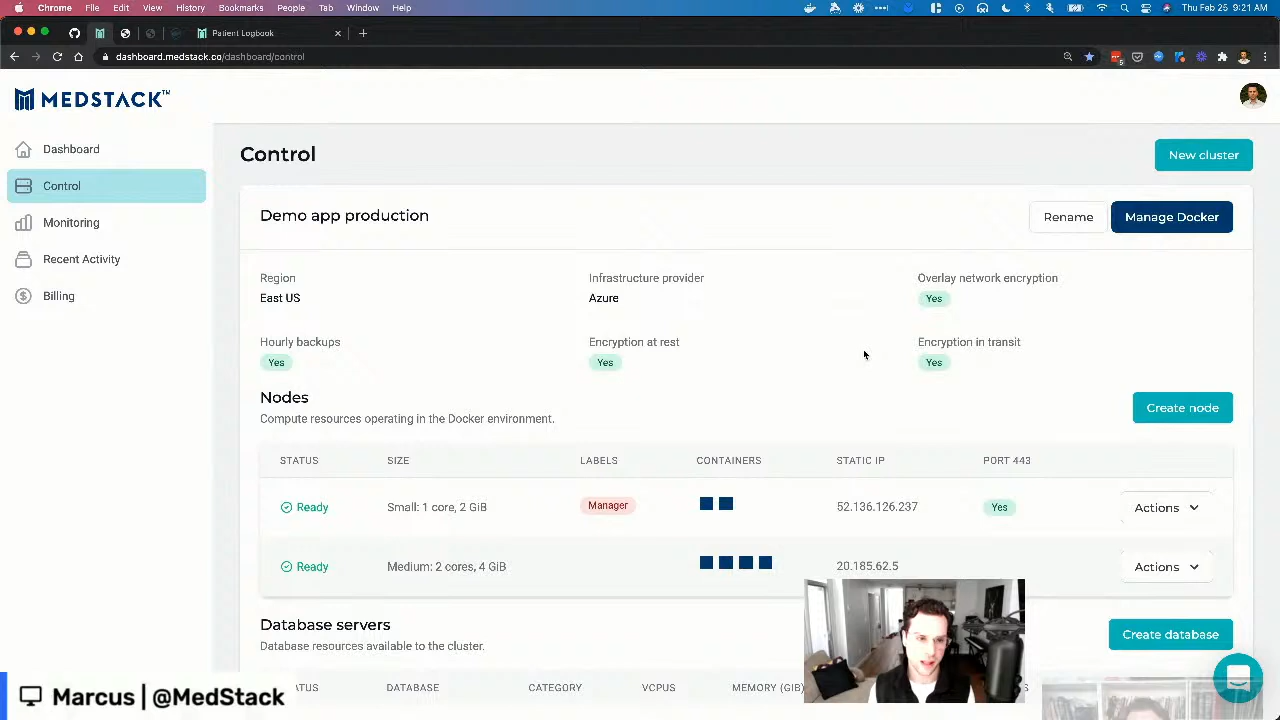 Chrome File Edit View History Bookmarks People Tab Window Help Thu Feb 25 9:21 AM
Patient Logbook
dashboard.medstack.co/dashboard/control
MEDSTACK™
Dashboard
Control
Monitoring
Recent Activity
Billing
Control
New cluster
Demo app production
Rename
Manage Docker
Region
East US
Infrastructure provider
Azure
Overlay network encryption
Yes
Hourly backups
Yes
Encryption at rest
Yes
Encryption in transit
Yes
Nodes
Compute resources operating in the Docker environment.
Create node
STATUS SIZE LABELS CONTAINERS STATIC IP PORT 443
Ready Small: 1 core, 2 GiB Manager 52.136.126.237 Yes Actions
Ready Medium: 2 cores, 4 GiB 20.185.62.5 Actions
Database servers
Database resources available to the cluster.
Create database
DATABASE CATEGORY VCPUS MEMORY (GIB)
Marcus | @MedStack